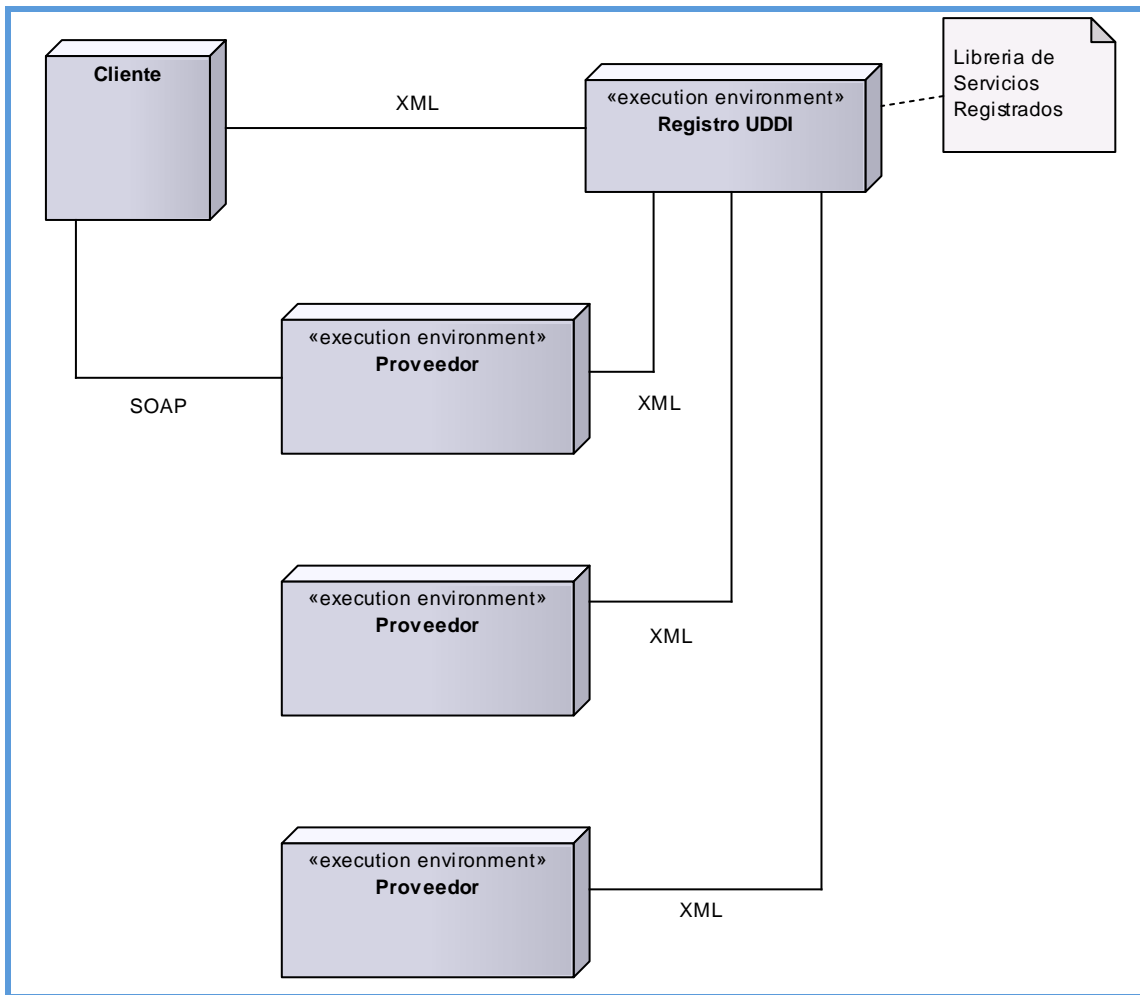 Cliente
XML
«execution environment»
Registro UDDI
Libreria de
Servicios
Registrados
«execution environment»
Proveedor
SOAP
XML
«execution environment»
Proveedor
XML
«execution environment»
Proveedor
XML